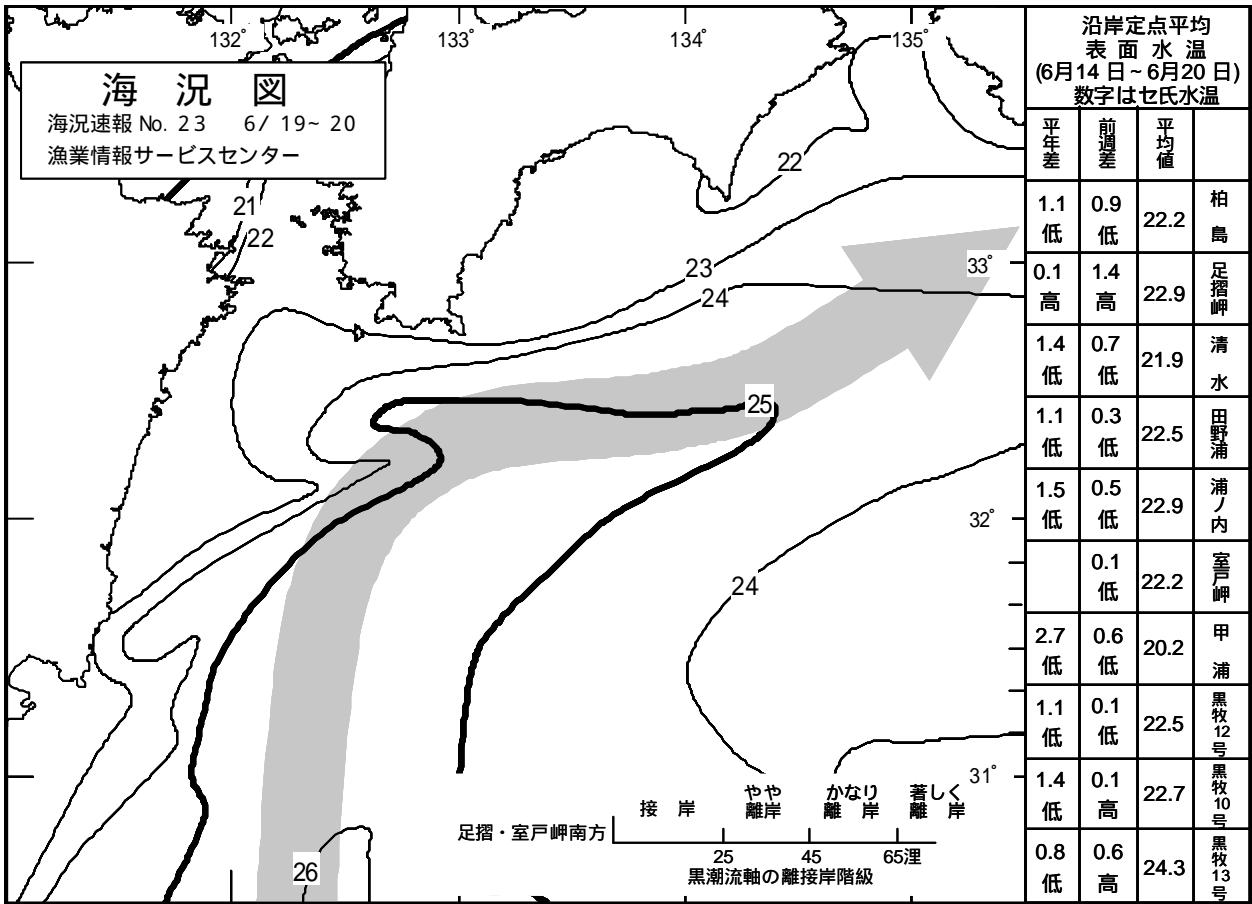 132°
133°
134°
135°
海 況 図
海況速報 No. 23 6/ 19~ 20
漁業情報サービスセンター
22
21
22
23
24
33°
25
32°
24
31°
26
接 岸
やや
離岸
かなり
離 岸
著しく
離 岸
足摺・室戸岬南方
25 45 65浬
黒潮流軸の離接岸階級
沿岸定点平均
表 面 水 温
(6月14 日~ 6月20 日)
数字はセ氏水温
平年差 前週差 平均値
1.1 低 0.9 低 22.2 柏島
0.1 高 1.4 高 22.9 足摺岬
1.4 低 0.7 低 21.9 清水
1.1 低 0.3 低 22.5 田野浦
1.5 低 0.5 低 22.9 浦ノ内
0.1 低 22.2 室戸岬
2.7 低 0.6 低 20.2 甲浦
1.1 低 0.1 低 22.5 黒牧12号
1.4 低 0.1 高 22.7 黒牧10号
0.8 低 0.6 高 24.3 黒牧13号